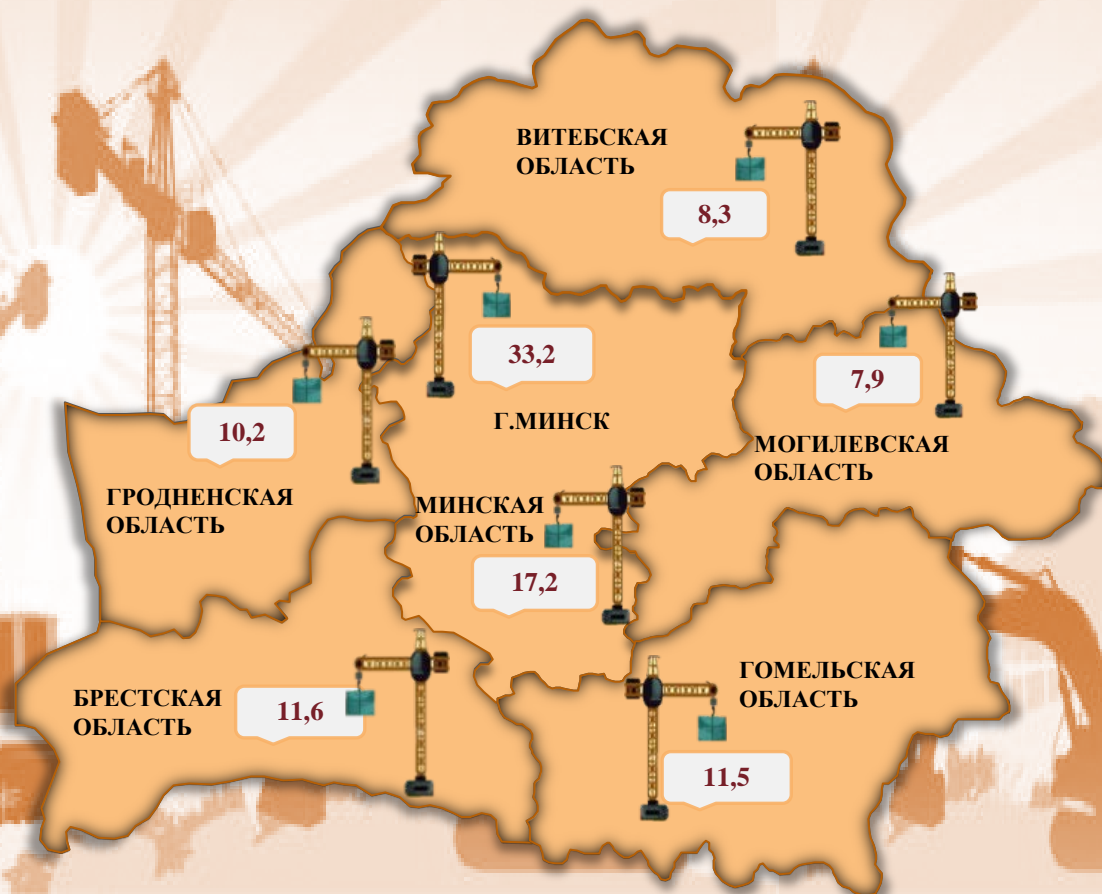 ВИТЕБСКАЯ
ОБЛАСТЬ
8,3
33,2
Г.МИНСК
7,9
МОГИЛЕВСКАЯ
ОБЛАСТЬ
10,2
ГРОДНЕНСКАЯ
ОБЛАСТЬ
МИНСКАЯ
ОБЛАСТЬ
17,2
БРЕСТСКАЯ
ОБЛАСТЬ
11,6
ГОМЕЛЬСКАЯ
ОБЛАСТЬ
11,5